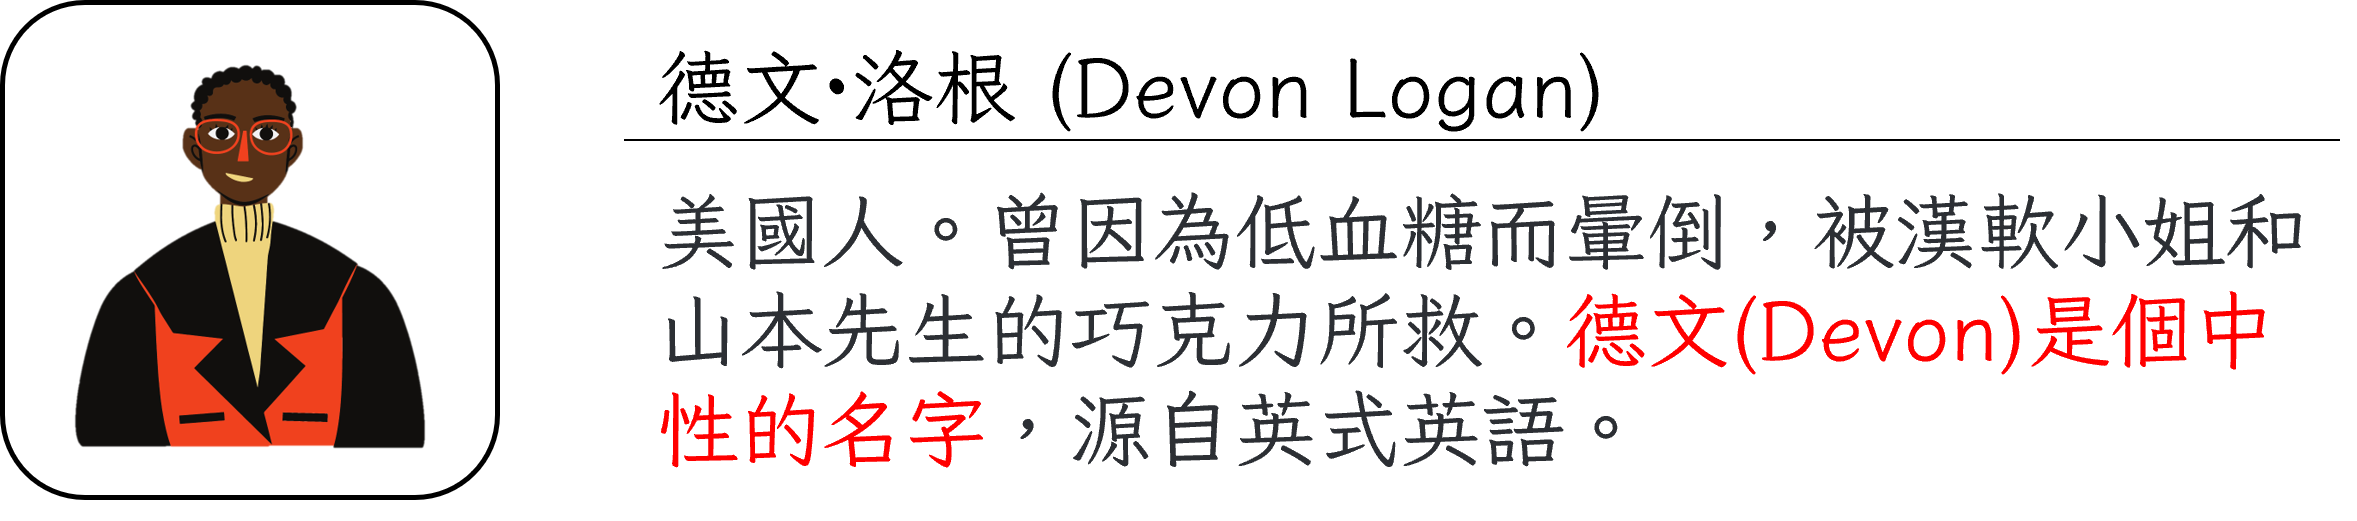 德文·洛根 (Devon Logan)
美國人。曾因為低血糖而暈倒，被漢軟小姐和
山本先生的巧克力所救。德文(Devon)是個中
性的名字，源自英式英語。